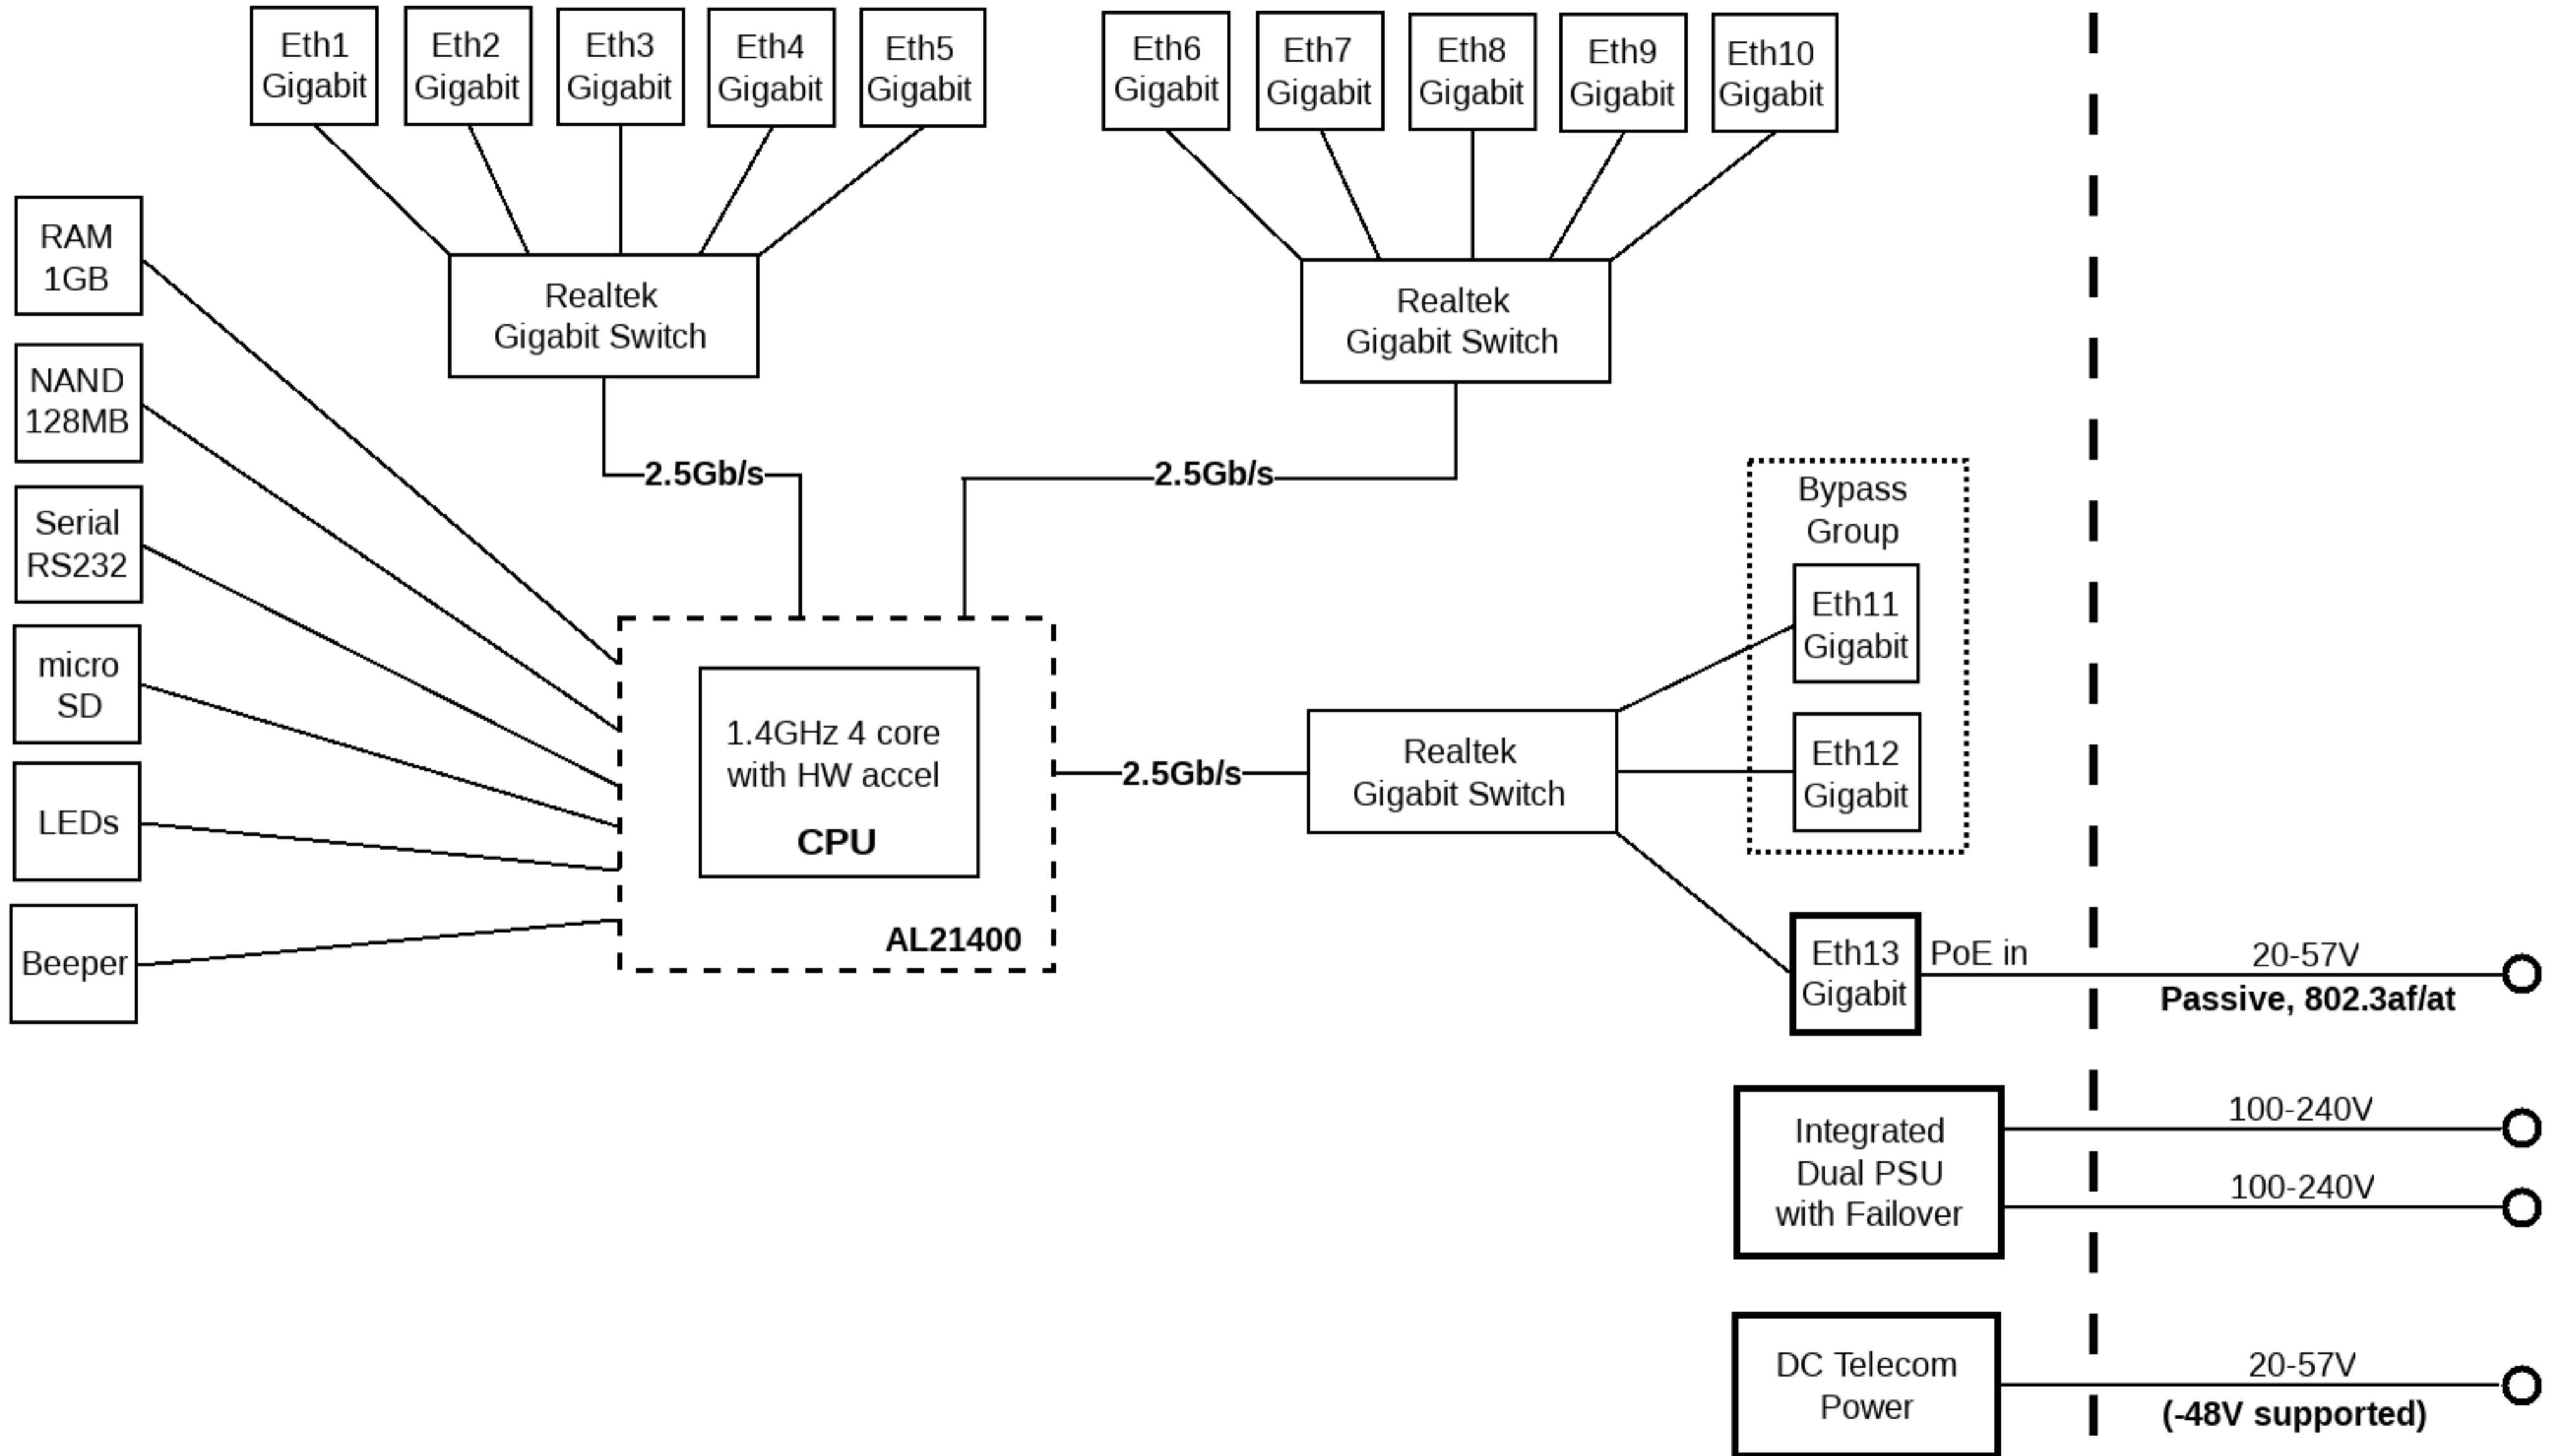 Eth1
Gigabit
Eth2
Gigabit
Eth3
Gigabit
Eth4
Gigabit
Eth5
Gigabit
Eth6
Gigabit
Eth7
Gigabit
Eth8
Gigabit
Eth9
Gigabit
Eth10
Gigabit
RAM
1GB
NAND
128MB
Serial
RS232
micro
SD
LEDs
Beeper
Realtek
Gigabit Switch
Realtek
Gigabit Switch
2.5Gb/s
2.5Gb/s
1.4GHz 4 core
with HW accel
CPU
AL21400
2.5Gb/s
Realtek
Gigabit Switch
Bypass
Group
Eth11
Gigabit
Eth12
Gigabit
Eth13
Gigabit
PoE in
20-57V
Passive, 802.3af/at
Integrated
Dual PSU
with Failover
100-240V
100-240V
DC Telecom
Power
20-57V
(-48V supported)